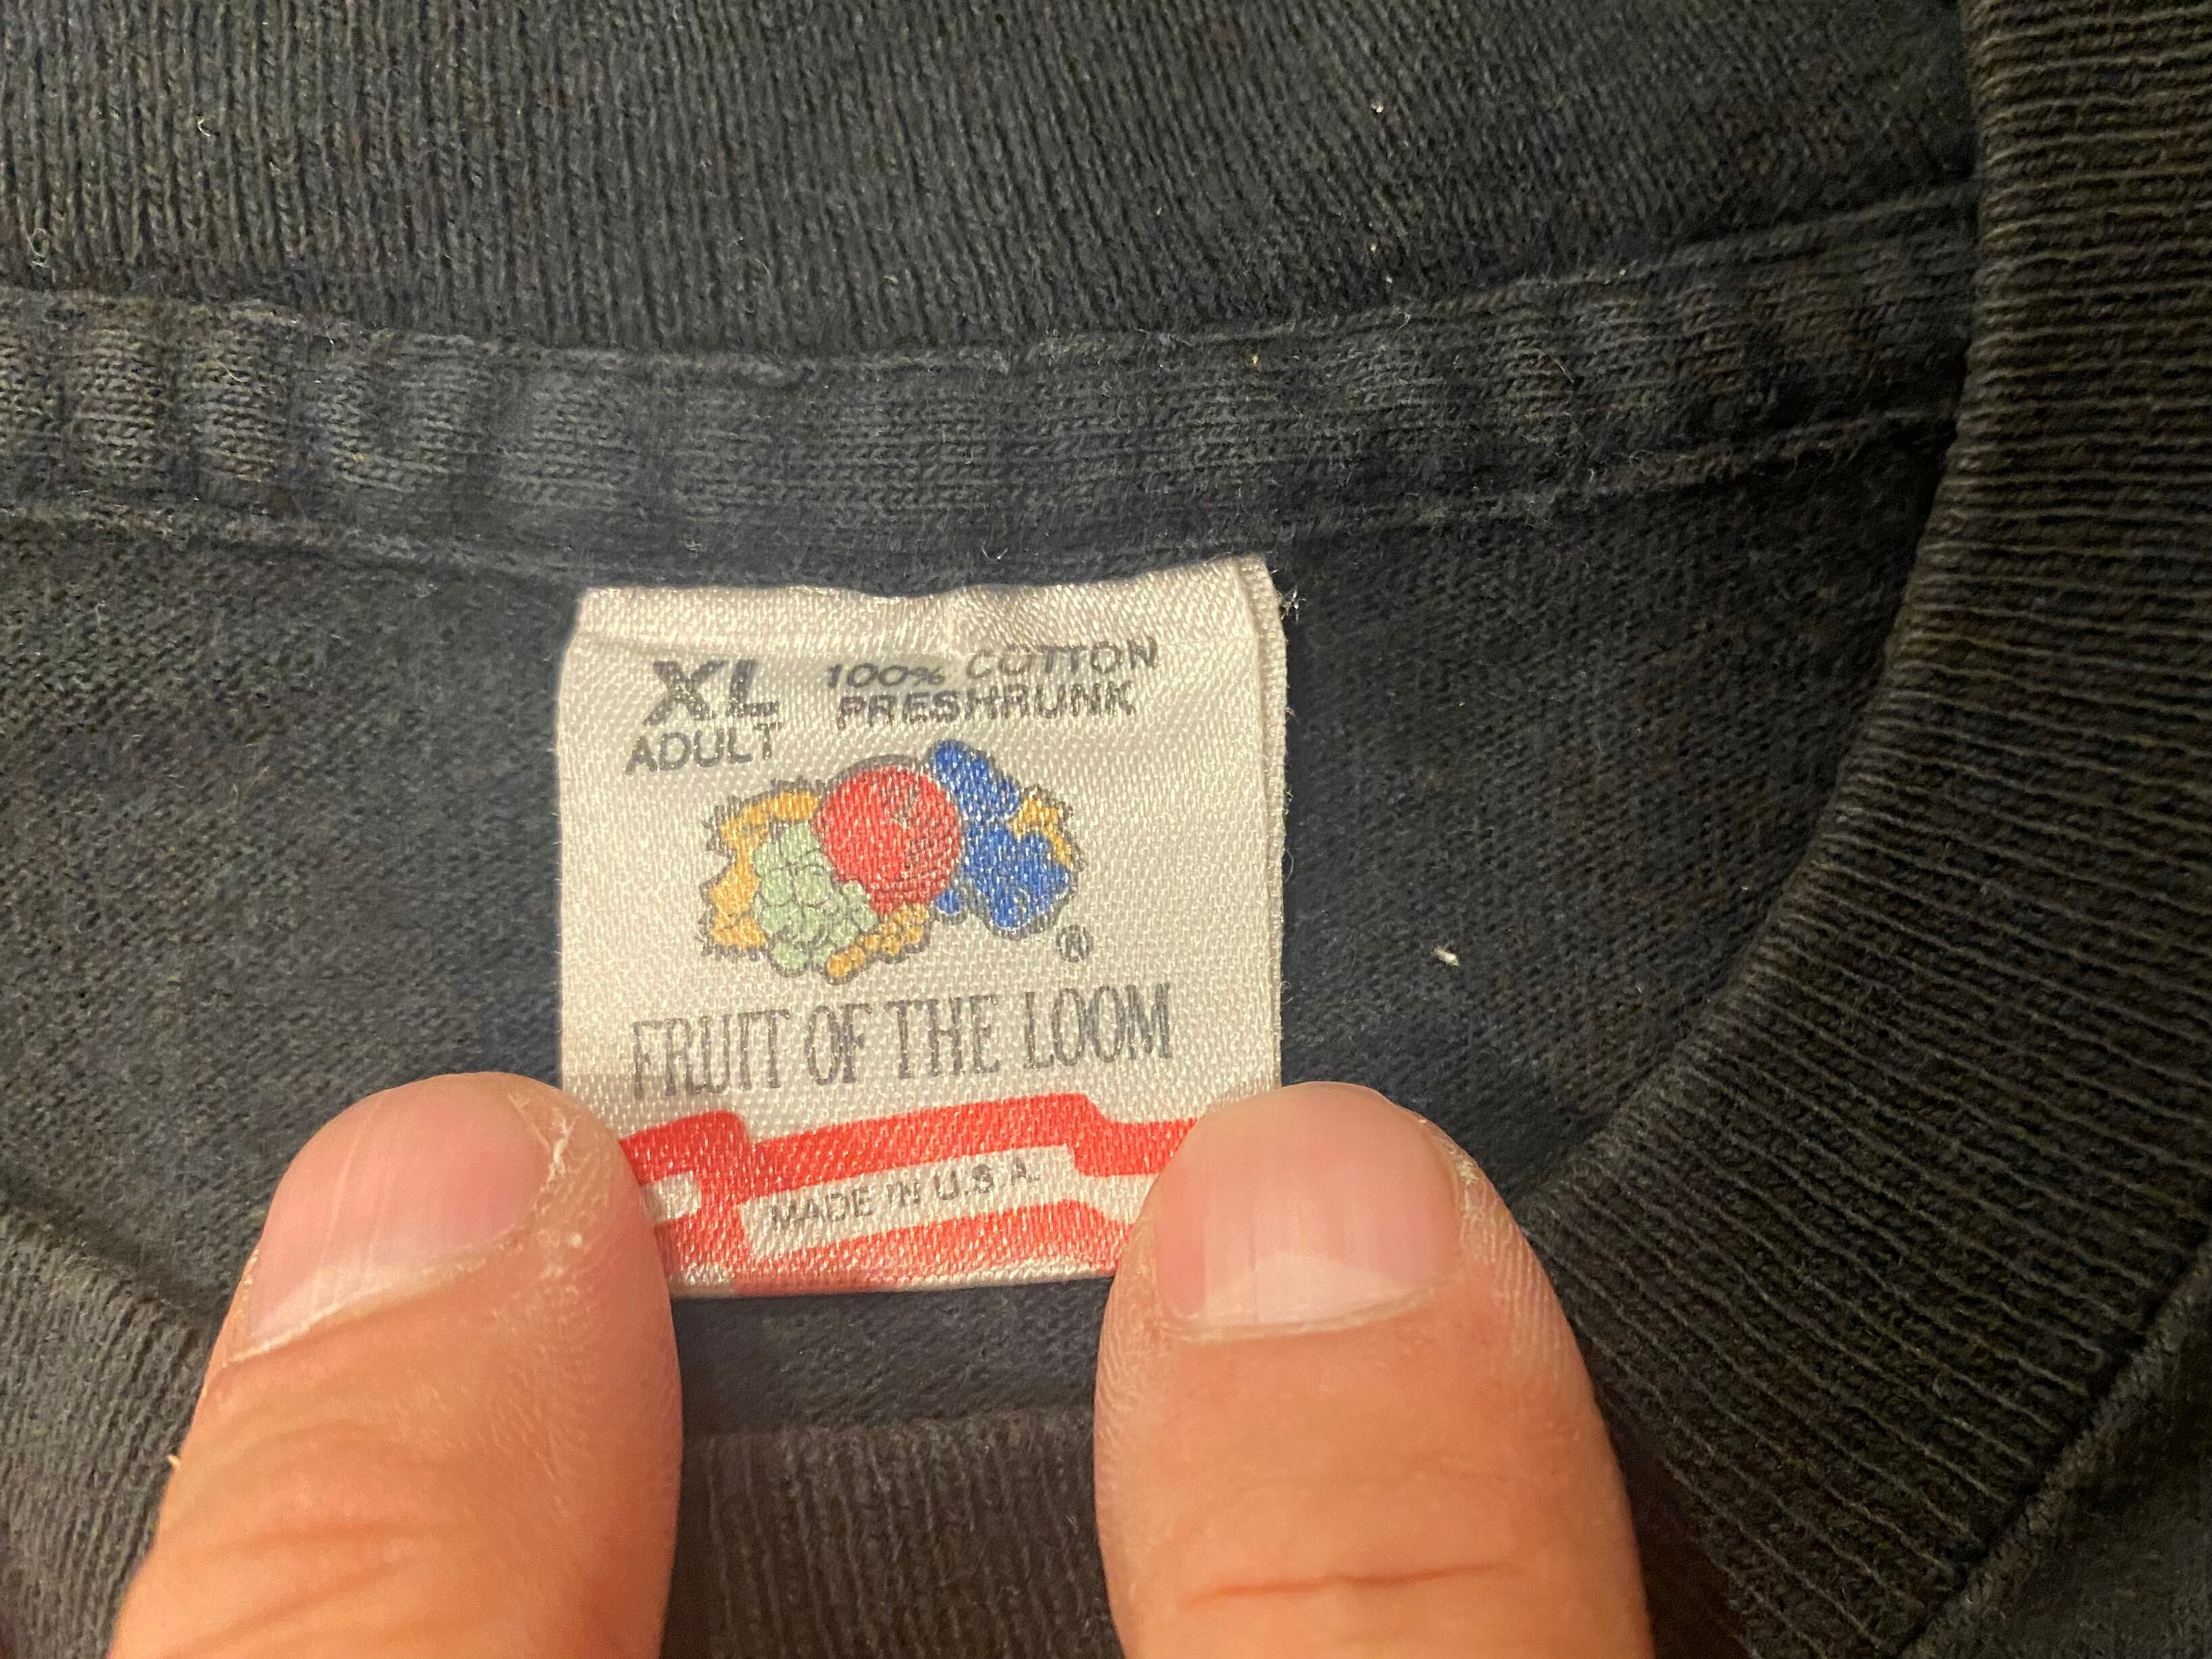 XL
ADULT
100% COTTON
PRESHRUNK
®
FRUIT OF THE LOOM
MADE IN U.S.A.